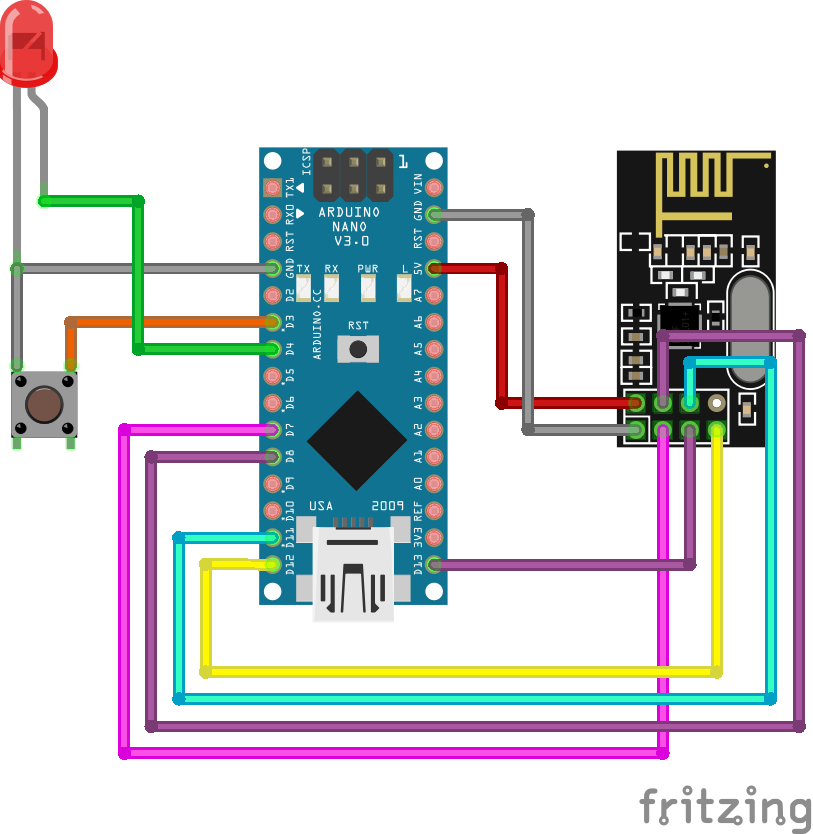 ICSP
1
TX1
RX0
RST
GND
D2
D3
D4
D5
D6
D7
D8
D9
D10
D11
D12
VIN
GND
RST
5V
A7
A6
A5
A4
A3
A2
A1
A0
REF
3V3
D13
ARDUINO
NANO
V3.0
TX
RX
PWR
L
ARDUINO.CC
RST
USA
2009
fritzing